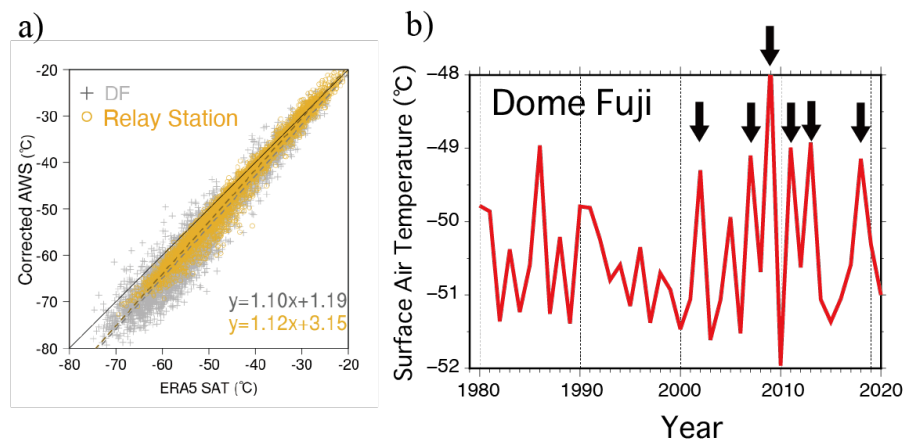 a)
-20
-30
-40
-50
-60
-70
-80
Corrected AWS (℃)
+ DF
○ Relay Station
y=1.10x+1.19
y=1.12x+3.15
-80 -70 -60 -50 -40 -30 -20
ERA5 SAT (℃)
b)
-48
-49
-50
-51
-52
Surface Air Temperature (℃)
Dome Fuji
1980 1990 2000 2010 2020
Year